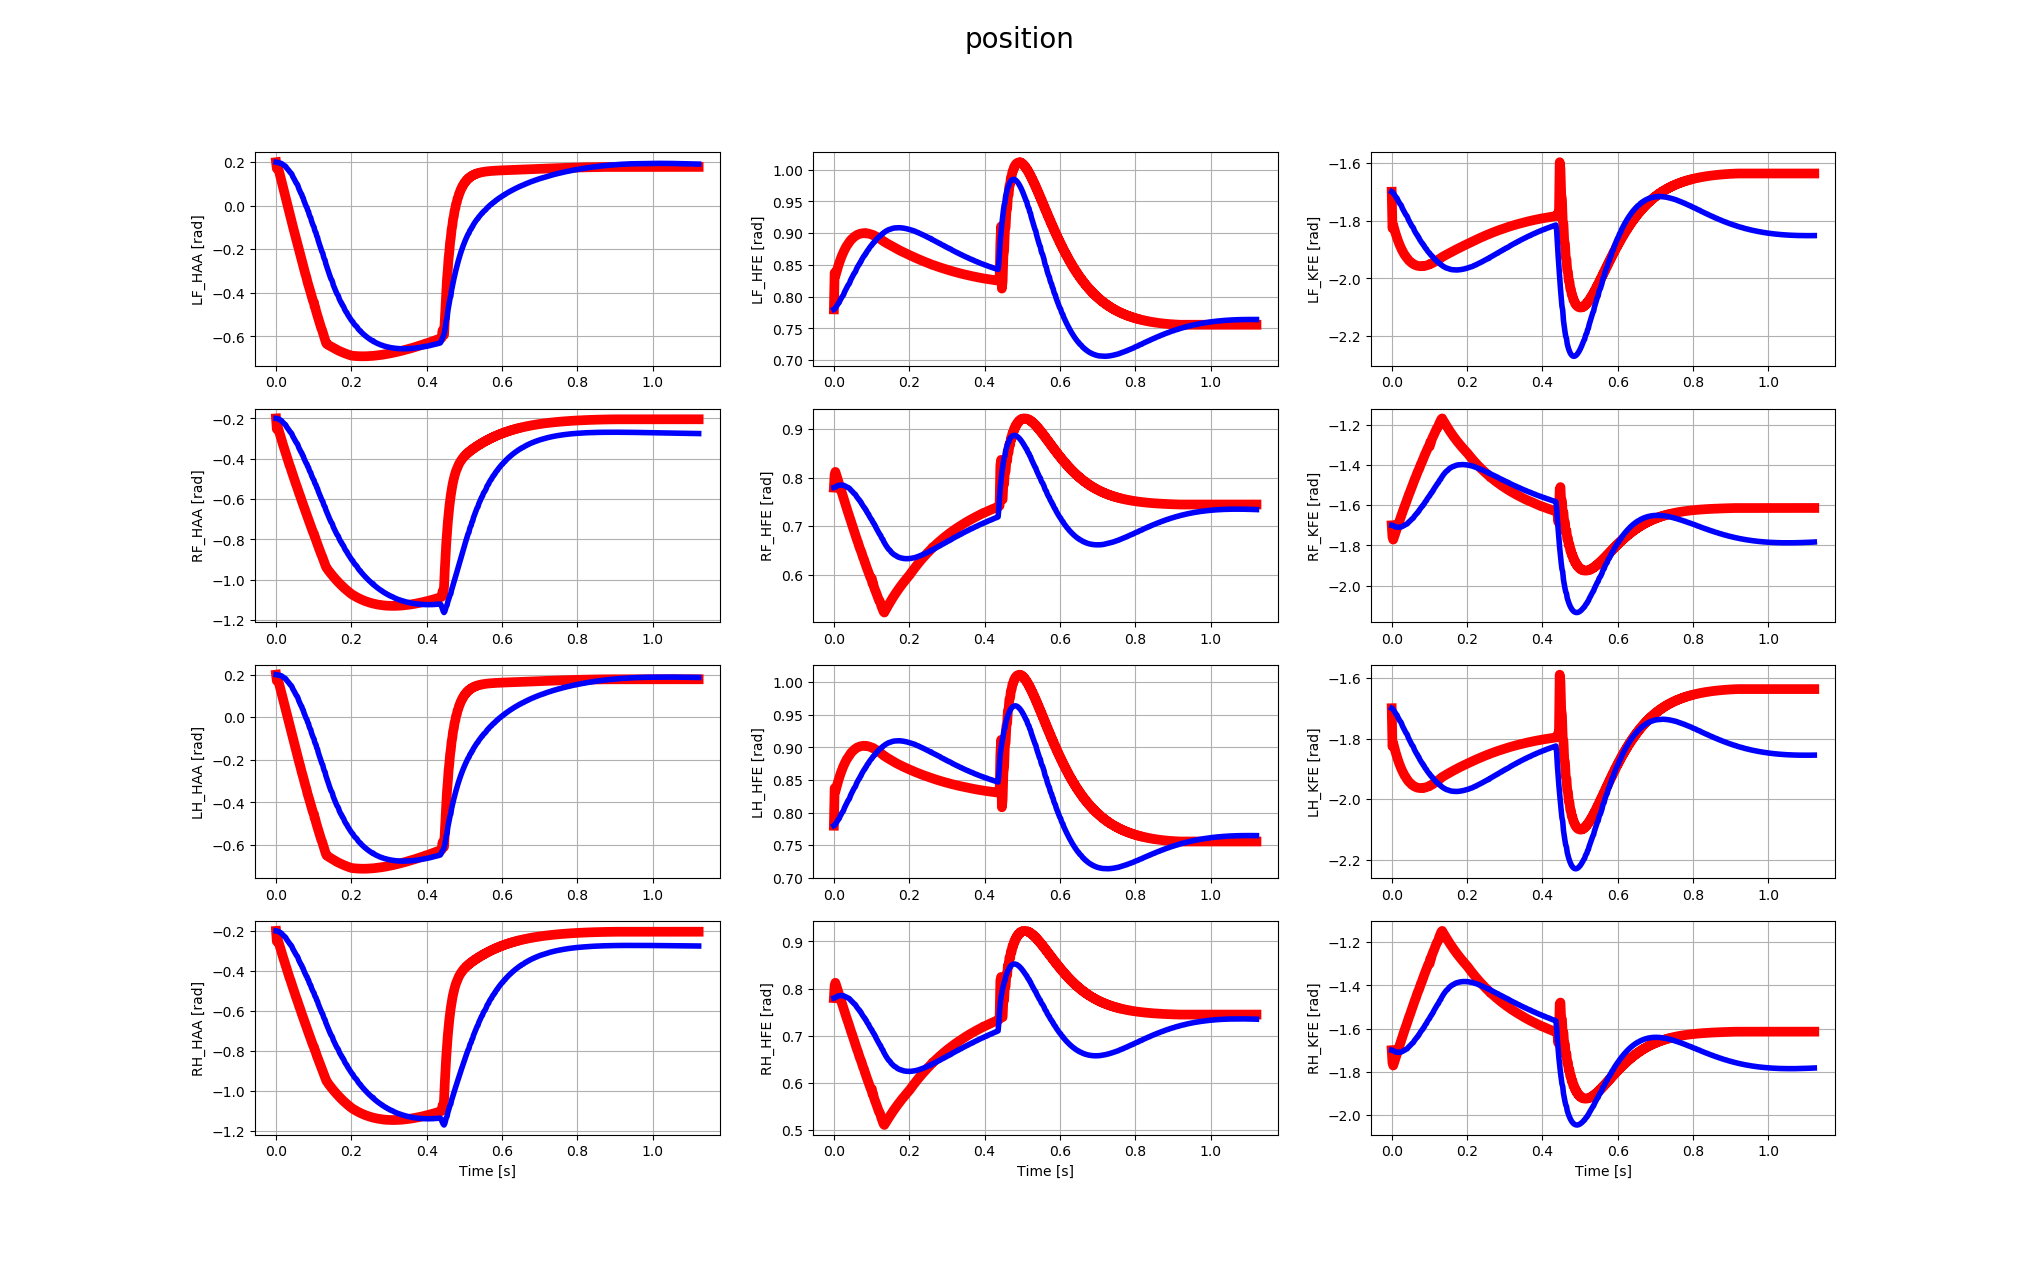 position
LF_HAA [rad]
0.2
0.0
−0.2
−0.4
−0.6
0.0 0.2 0.4 0.6 0.8 1.0
LF_HFE [rad]
1.00
0.95
0.90
0.85
0.80
0.75
0.70
0.0 0.2 0.4 0.6 0.8 1.0
LF_KFE [rad]
−1.6
−1.8
−2.0
−2.2
0.0 0.2 0.4 0.6 0.8 1.0
RF_HAA [rad]
−0.2
−0.4
−0.6
−0.8
−1.0
−1.2
0.0 0.2 0.4 0.6 0.8 1.0
RF_HFE [rad]
0.9
0.8
0.7
0.6
0.0 0.2 0.4 0.6 0.8 1.0
RF_KFE [rad]
−1.2
−1.4
−1.6
−1.8
−2.0
0.0 0.2 0.4 0.6 0.8 1.0
LH_HAA [rad]
0.2
0.0
−0.2
−0.4
−0.6
0.0 0.2 0.4 0.6 0.8 1.0
LH_HFE [rad]
1.00
0.95
0.90
0.85
0.80
0.75
0.70
0.0 0.2 0.4 0.6 0.8 1.0
LH_KFE [rad]
−1.6
−1.8
−2.0
−2.2
0.0 0.2 0.4 0.6 0.8 1.0
RH_HAA [rad]
−0.2
−0.4
−0.6
−0.8
−1.0
−1.2
0.0 0.2 0.4 0.6 0.8 1.0
Time [s]
RH_HFE [rad]
0.9
0.8
0.7
0.6
0.5
0.0 0.2 0.4 0.6 0.8 1.0
Time [s]
RH_KFE [rad]
−1.2
−1.4
−1.6
−1.8
−2.0
0.0 0.2 0.4 0.6 0.8 1.0
Time [s]